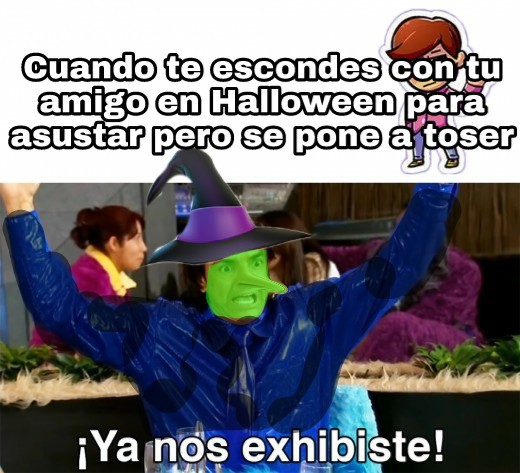 Cuando te escondes con tu
amigo en Halloween para
asustar pero se pone a toser
¡Ya nos exhibiste!